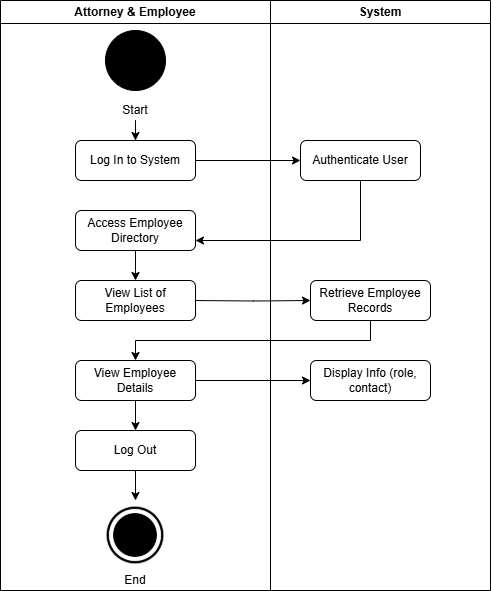 Attorney & Employee
System
Start
Log In to System
Authenticate User
Access Employee
Directory
View List of
Employees
Retrieve Employee
Records
View Employee
Details
Display Info (role,
contact)
Log Out
End